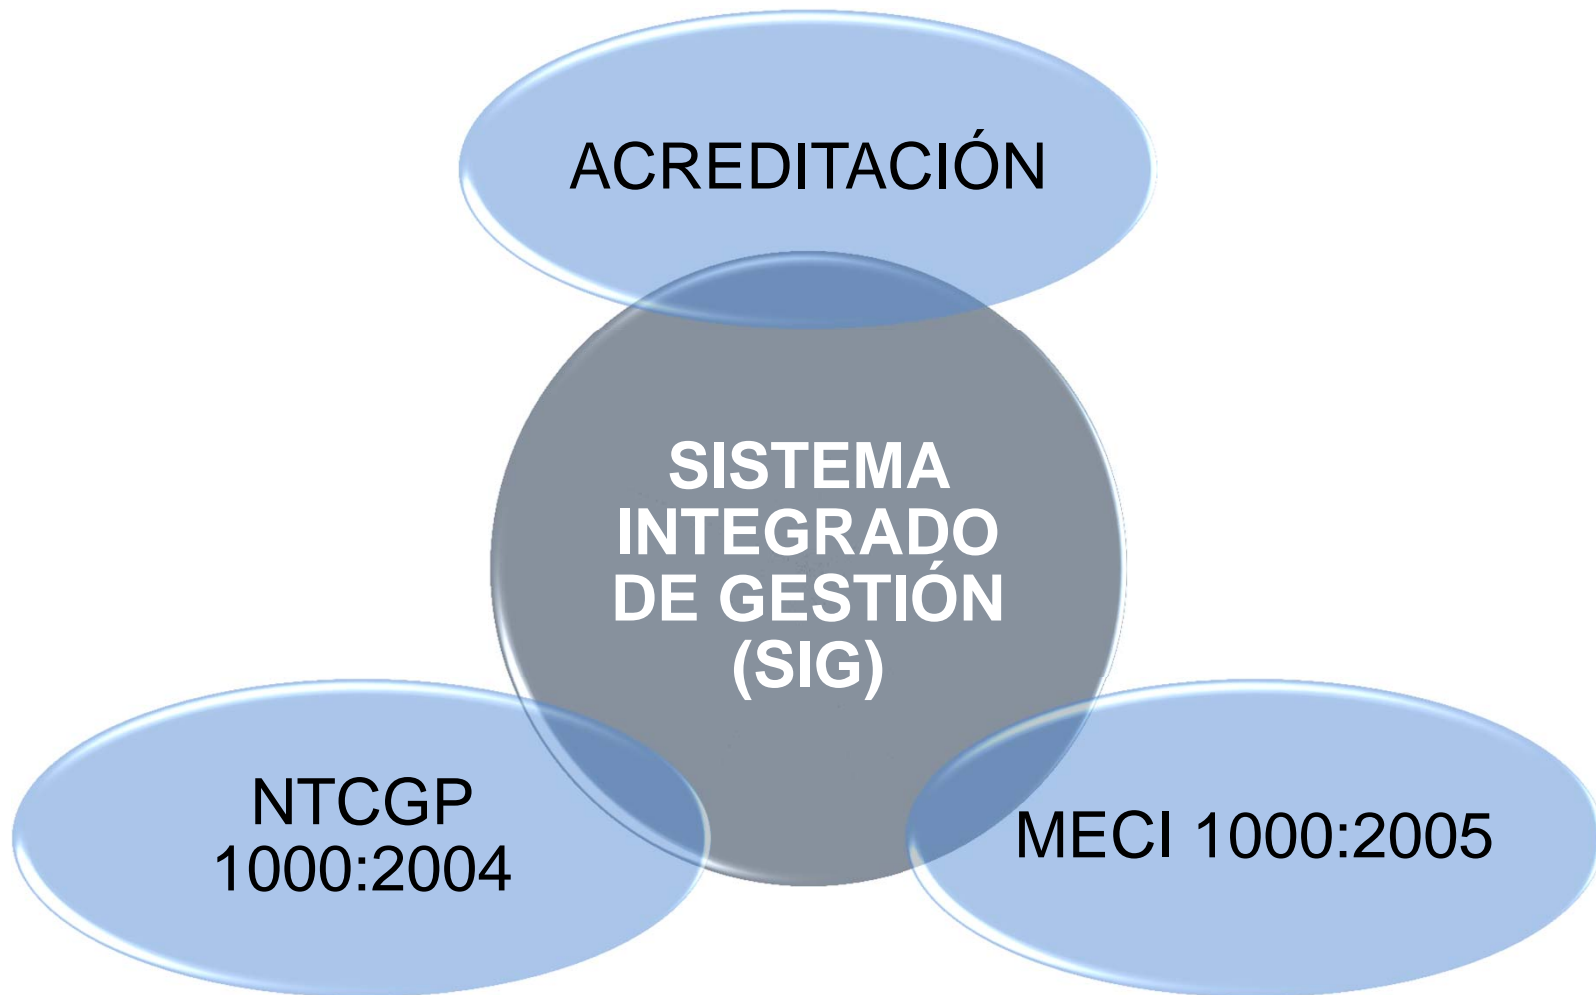 ACREDITACIÓN
SISTEMA
INTEGRADO
DE GESTIÓN
(SIG)
NTCGP
1000:2004
MECI 1000:2005